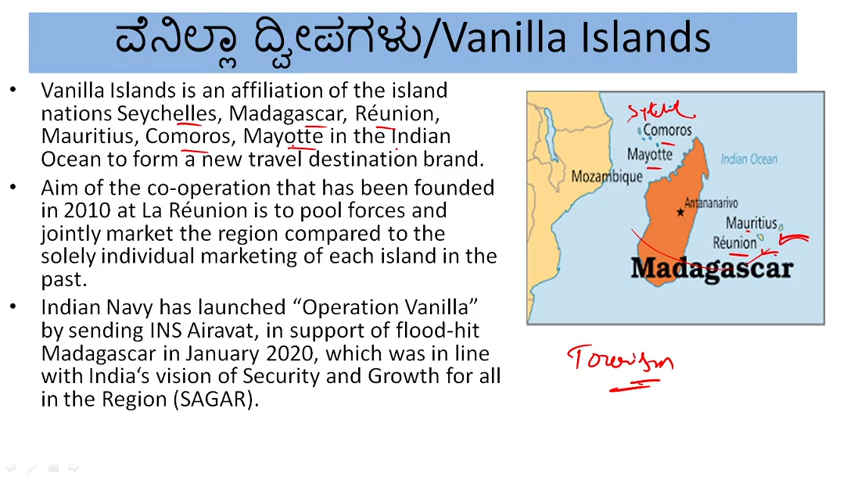 ವೆನಿಲ್ಲಾ ದ್ವೀಪಗಳು/Vanilla Islands
• Vanilla Islands is an affiliation of the island
nations Seychelles, Madagascar, Réunion,
Mauritius, Comoros, Mayotte in the Indian
Ocean to form a new travel destination brand.
• Aim of the co-operation that has been founded
in 2010 at La Réunion is to pool forces and
jointly market the region compared to the
solely individual marketing of each island in the
past.
• Indian Navy has launched “Operation Vanilla”
by sending INS Airavat, in support of flood-hit
Madagascar in January 2020, which was in line
with India‘s vision of Security and Growth for all
in the Region (SAGAR).
Comoros
Mayotte
Indian Ocean
Mozambique
Antananarivo
Mauritius
Réunion
Madagascar
Tourism